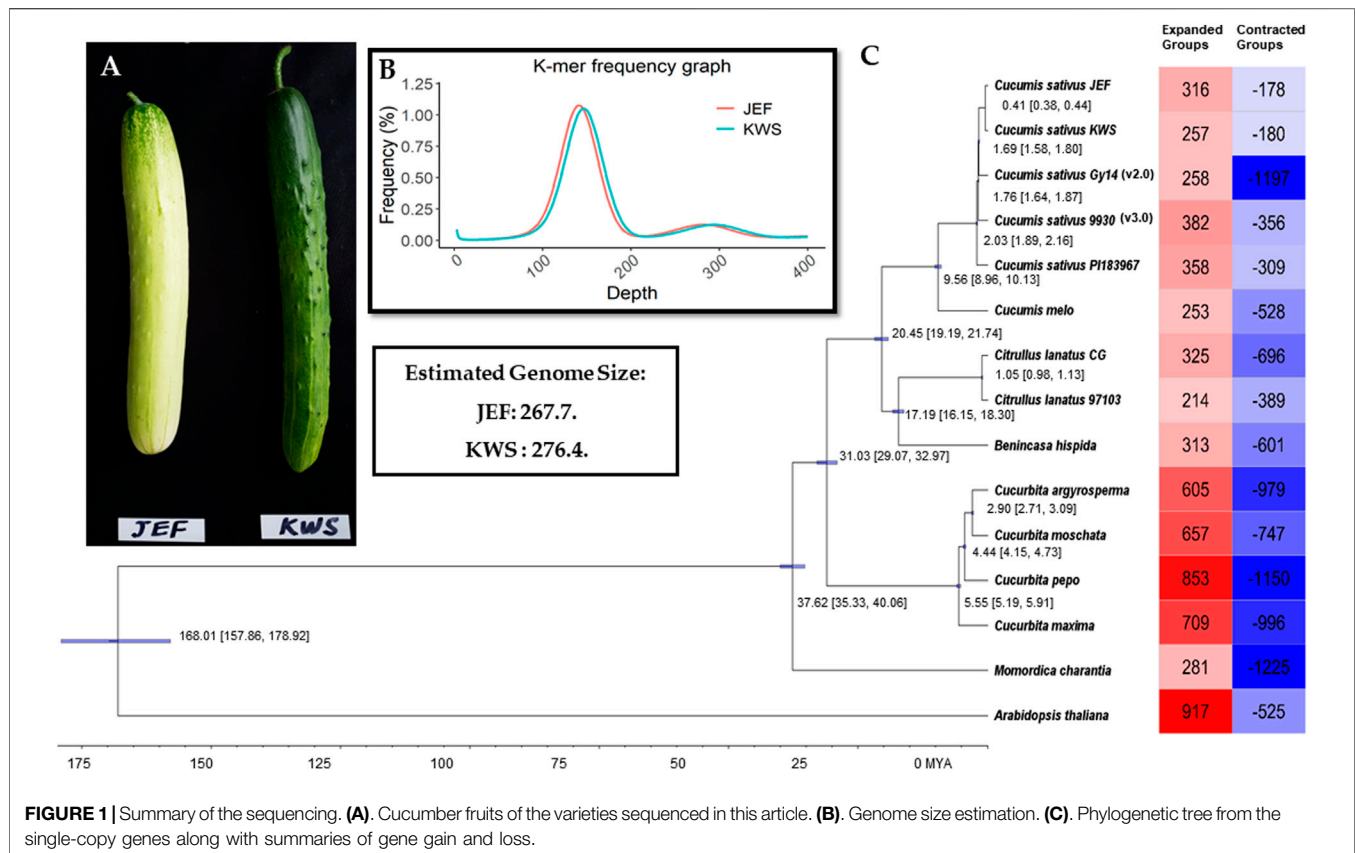 A
JEF
KWS
B
K-mer frequency graph
Frequency (%)
1.25
1.00
0.75
0.50
0.25
0.00
JEF
KWS
0
100
200
300
400
Depth
Estimated Genome Size:
JEF: 267.7.
KWS : 276.4.
C
Expanded Groups
Contracted Groups
Cucumis sativus JEF
316
-178
0.41 [0.38, 0.44]
Cucumis sativus KWS
257
-180
1.69 [1.58, 1.80]
Cucumis sativus Gy14 (v2.0)
258
-1197
1.76 [1.64, 1.87]
Cucumis sativus 9930 (v3.0)
382
-356
2.03 [1.89, 2.16]
Cucumis sativus PI183967
358
-309
9.56 [8.96, 10.13]
Cucumis melo
253
-528
20.45 [19.19, 21.74]
Citrullus lanatus CG
325
-696
1.05 [0.98, 1.13]
Citrullus lanatus 97103
214
-389
17.19 [16.15, 18.30]
Benincasa hispida
313
-601
31.03 [29.07, 32.97]
Cucurbita argyrosperma
605
-979
2.90 [2.71, 3.09]
Cucurbita moschata
657
-747
4.44 [4.15, 4.73]
Cucurbita pepo
853
-1150
37.62 [35.33, 40.06]
5.55 [5.19, 5.91]
Cucurbita maxima
709
-996
168.01 [157.86, 178.92]
Momordica charantia
281
-1225
Arabidopsis thaliana
917
-525
175
150
125
100
75
50
25
0 MYA
FIGURE 1 | Summary of the sequencing. (A). Cucumber fruits of the varieties sequenced in this article. (B). Genome size estimation. (C). Phylogenetic tree from the
single-copy genes along with summaries of gene gain and loss.